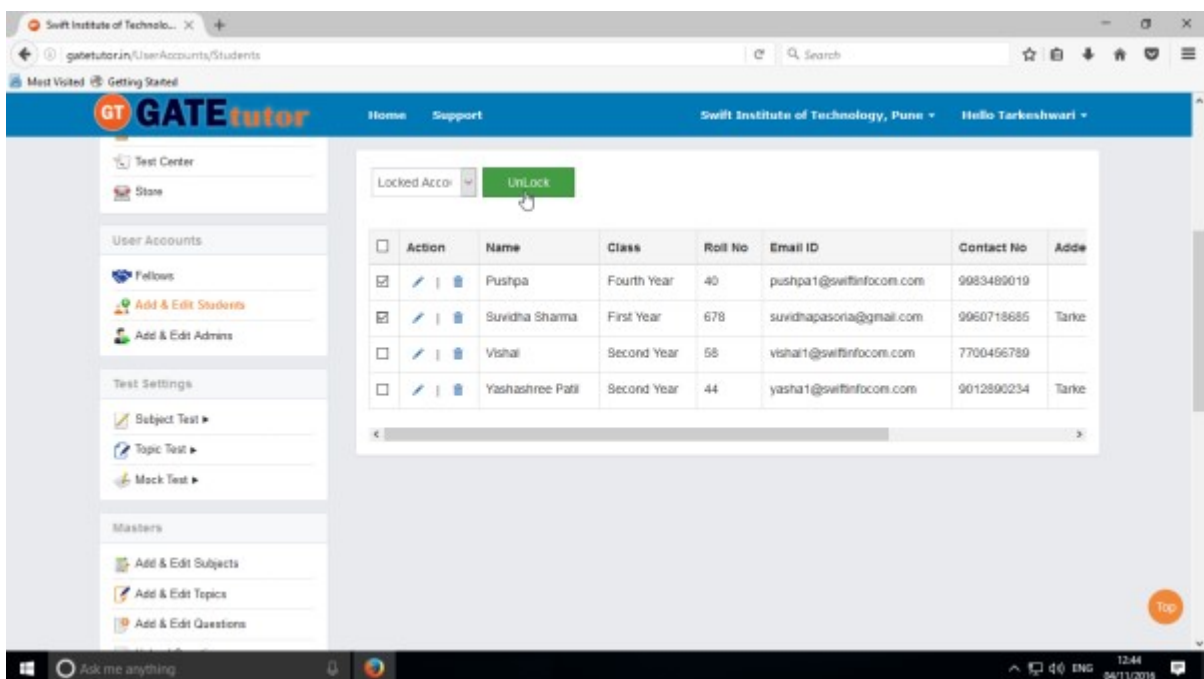 Swift Institute of Technolo...
gatetutor.in/UserAccounts/Students
Search
Most Visited Getting Started
GT GATEtutor Home Support Swift Institute of Technology, Pune Hello Tarkeshwari
Test Center
Store
Locked Accou UnLock
User Accounts
Fellows
Add & Edit Students
Add & Edit Admins
Action Name Class Roll No Email ID Contact No Adde
Pushpa Fourth Year 40 pushpa1@swiftinfocom.com 9983489019
Suvidha Sharma First Year 678 suvidhapasoria@gmail.com 9960718685 Tarke
Vishal Second Year 58 vishal1@swiftinfocom.com 7700456789
Yashashree Patil Second Year 44 yasha1@swiftinfocom.com 9012890234 Tarke
Test Settings
Subject Test
Topic Test
Mock Test
Masters
Add & Edit Subjects
Add & Edit Topics
Add & Edit Questions
Top
Ask me anything
ENG
12:44
04/11/2016